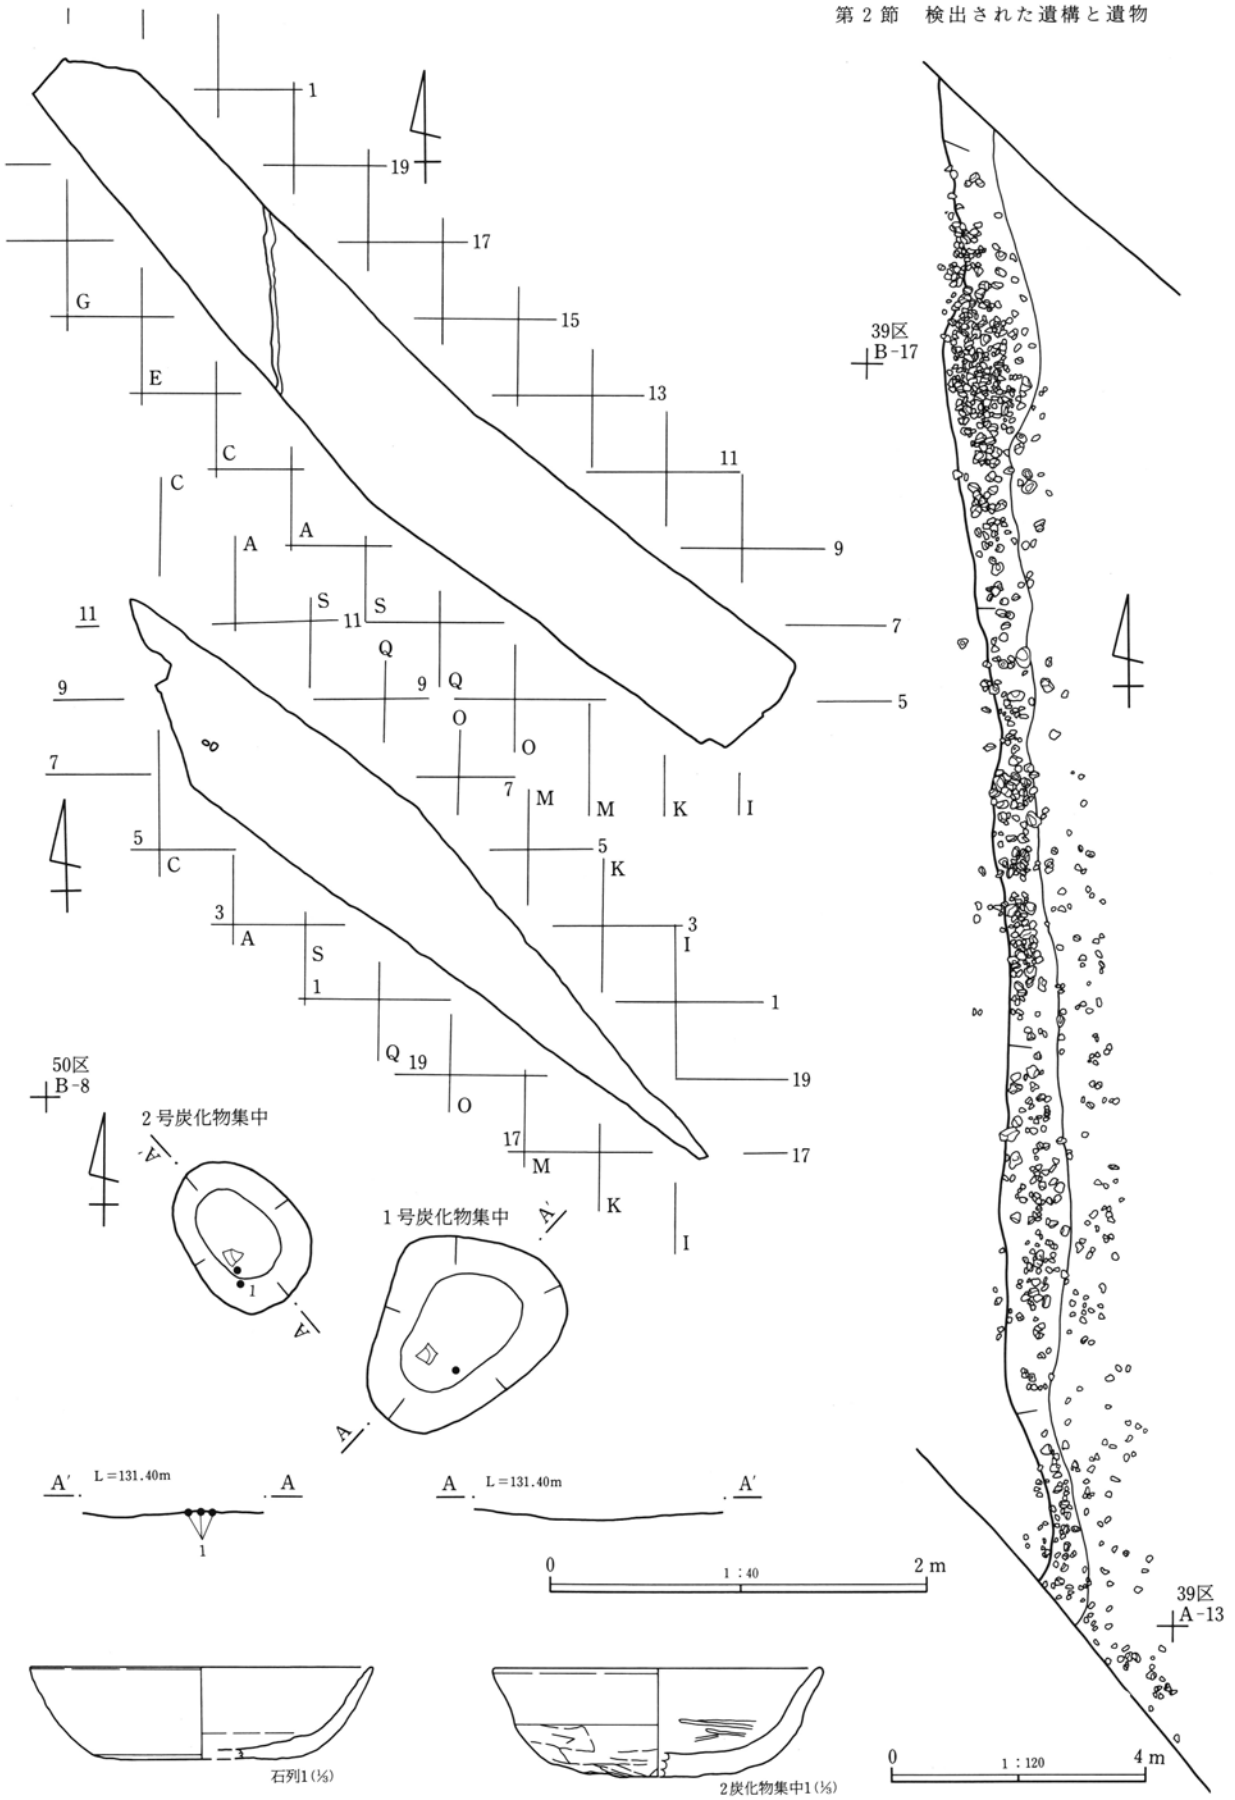 第2節　検出された遺構と遺物
1
19
17
G
15
39区
B-17
E
13
C
11
C
A
A
9
S
S
11
11
7
Q
9
Q
9
5
O
O
7
7
M
M
K
I
5
5
K
C
3
3
A
I
S
1
1
Q
19
19
50区
B-8
O
2号炭化物集中
17
17
A′
M
K
1号炭化物集中
A′
I
1
A
A
A′
L=131.40m
A
A
L=131.40m
A′
1
0
1:40
2m
39区
A-13
石列1(⅓)
2炭化物集中1(⅓)
0
1:120
4m